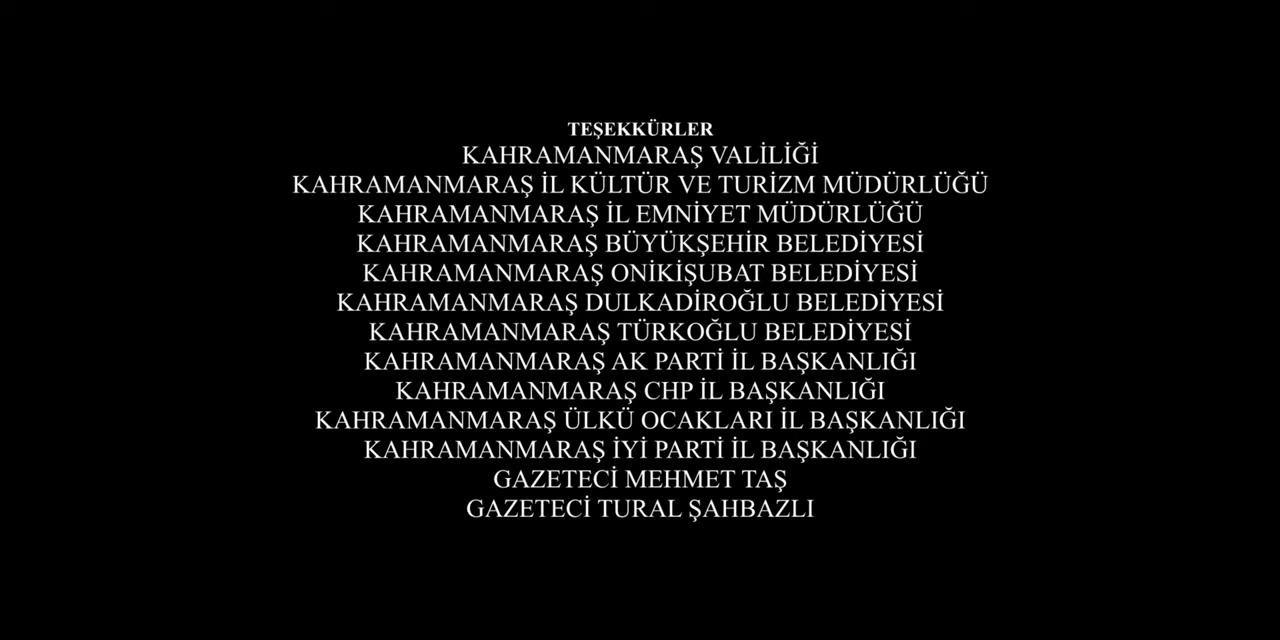 TEŞEKKÜRLER
KAHRAMANMARAŞ VALİLİĞİ
KAHRAMANMARAŞ İL KÜLTÜR VE TURİZM MÜDÜRLÜĞÜ
KAHRAMANMARAŞ İL EMNİYET MÜDÜRLÜĞÜ
KAHRAMANMARAŞ BÜYÜKŞEHİR BELEDİYESİ
KAHRAMANMARAŞ ONİKİŞUBAT BELEDİYESİ
KAHRAMANMARAŞ DULKADİROĞLU BELEDİYESİ
KAHRAMANMARAŞ TÜRKOĞLU BELEDİYESİ
KAHRAMANMARAŞ AK PARTİ İL BAŞKANLIĞI
KAHRAMANMARAŞ CHP İL BAŞKANLIĞI
KAHRAMANMARAŞ ÜLKÜ OCAKLARI İL BAŞKANLIĞI
KAHRAMANMARAŞ İYİ PARTİ İL BAŞKANLIĞI
GAZETECİ MEHMET TAŞ
GAZETECİ TURAL ŞAHBAZLI